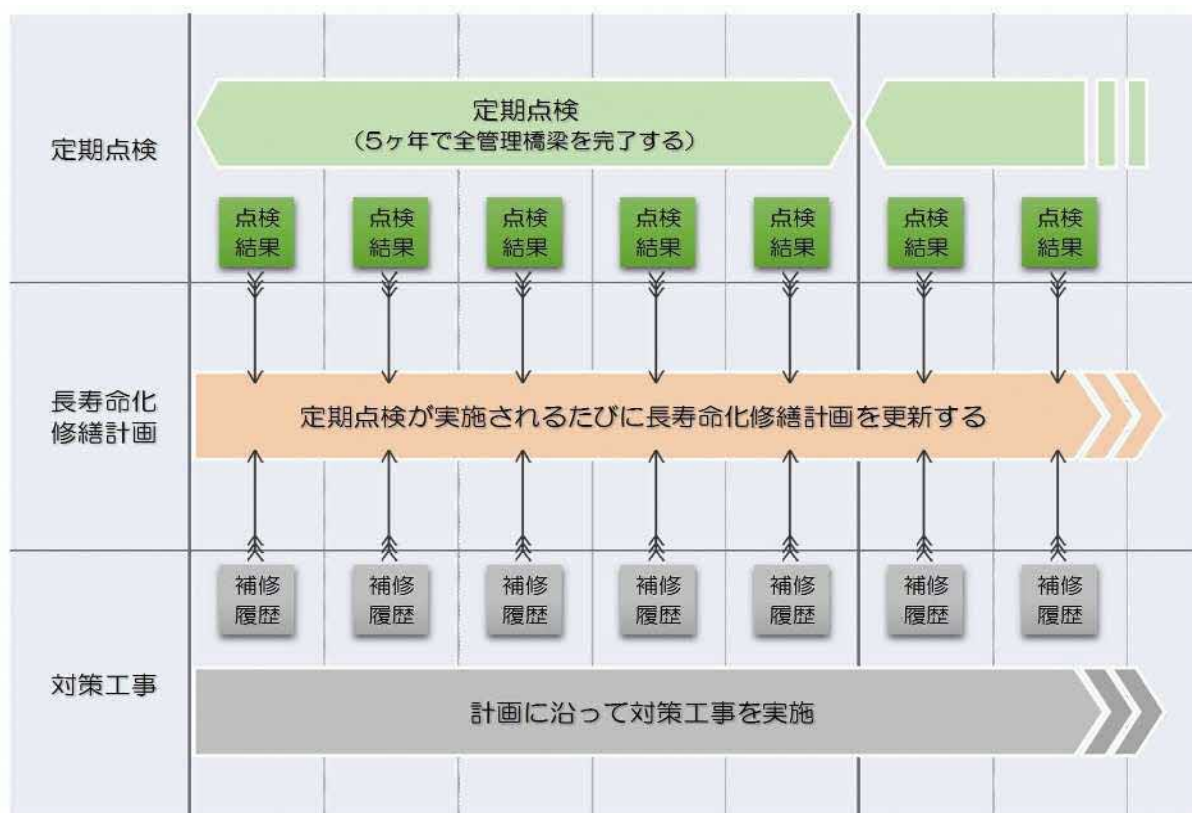 定期点検
定期点検
（5ヶ年で全管理橋梁を完了する）
点検
結果
点検
結果
点検
結果
点検
結果
点検
結果
点検
結果
点検
結果
長寿命化
修繕計画
定期点検が実施されるたびに長寿命化修繕計画を更新する
補修
履歴
補修
履歴
補修
履歴
補修
履歴
補修
履歴
補修
履歴
補修
履歴
対策工事
計画に沿って対策工事を実施